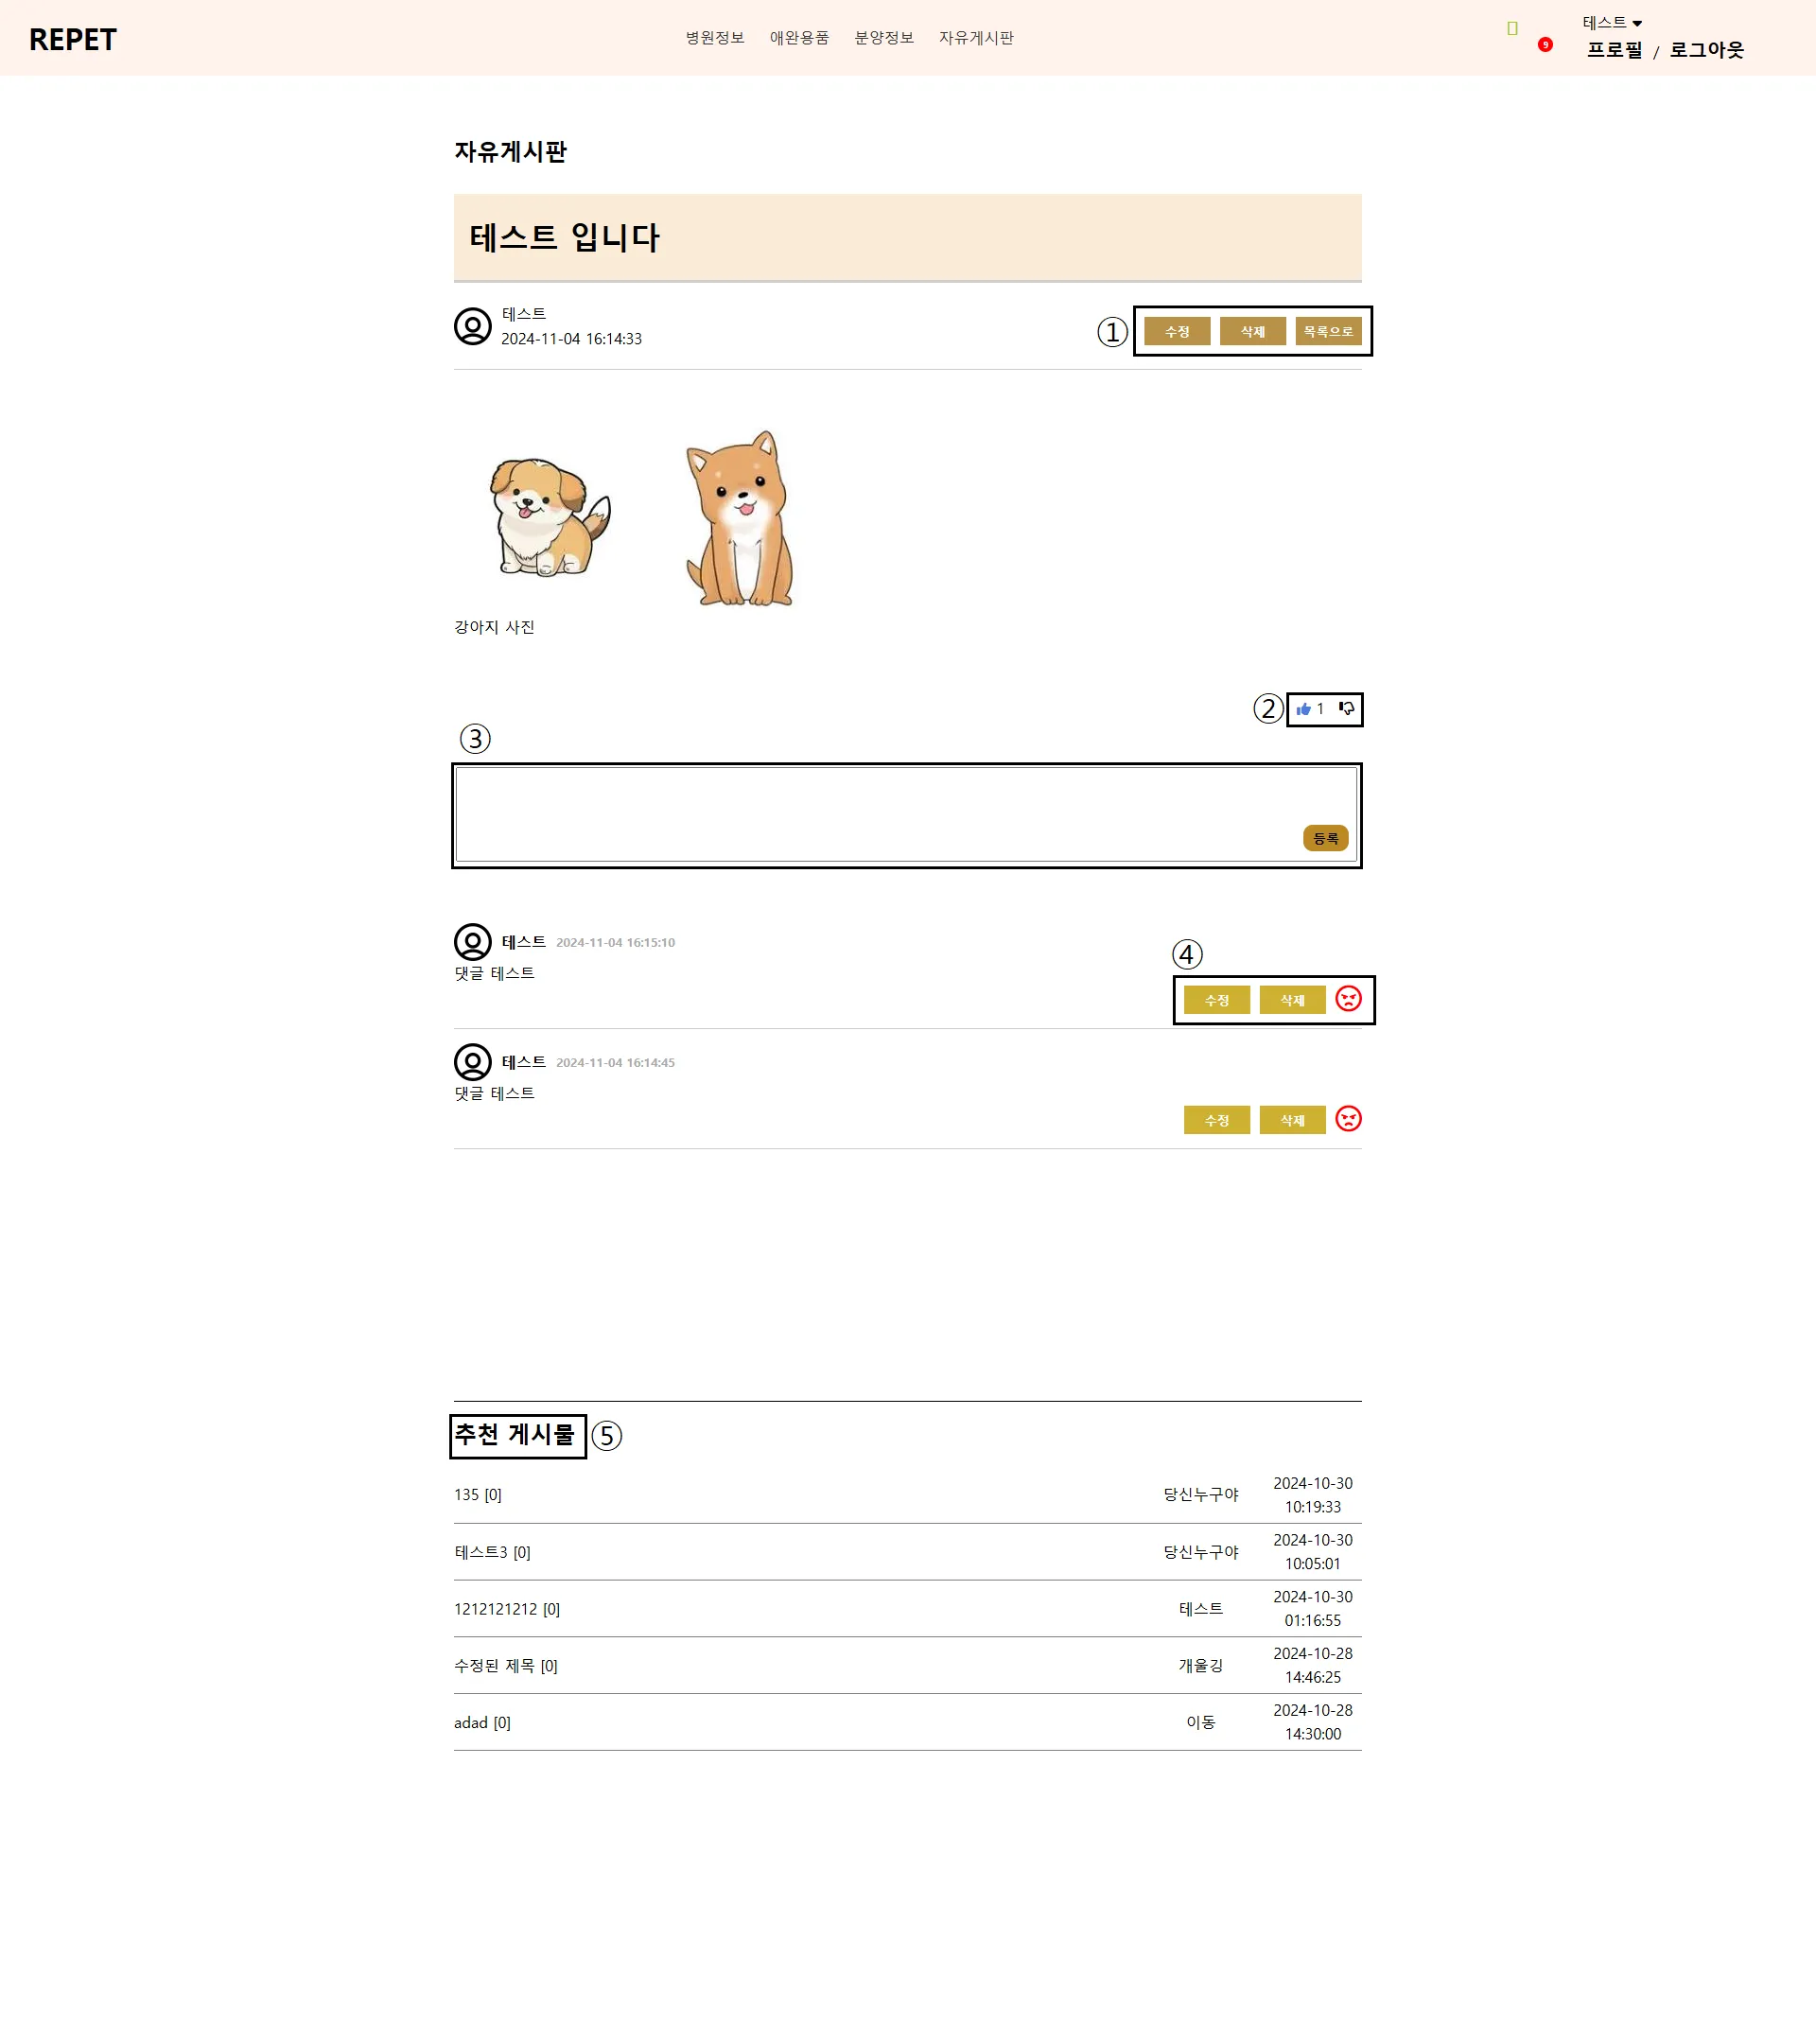 REPET
병원정보 애완용품 분양정보 자유게시판
9
테스트
프로필 / 로그아웃
자유게시판
테스트 입니다
테스트
2024-11-04 16:14:33
① 수정 삭제 목록으로
강아지 사진
② 1
③
등록
테스트 2024-11-04 16:15:10
댓글 테스트
④
수정 삭제
테스트 2024-11-04 16:14:45
댓글 테스트
수정 삭제
추천 게시물 ⑤
135 [0] 당신누구야 2024-10-30
10:19:33
테스트3 [0] 당신누구야 2024-10-30
10:05:01
1212121212 [0] 테스트 2024-10-30
01:16:55
수정된 제목 [0] 개울깅 2024-10-28
14:46:25
adad [0] 이동 2024-10-28
14:30:00